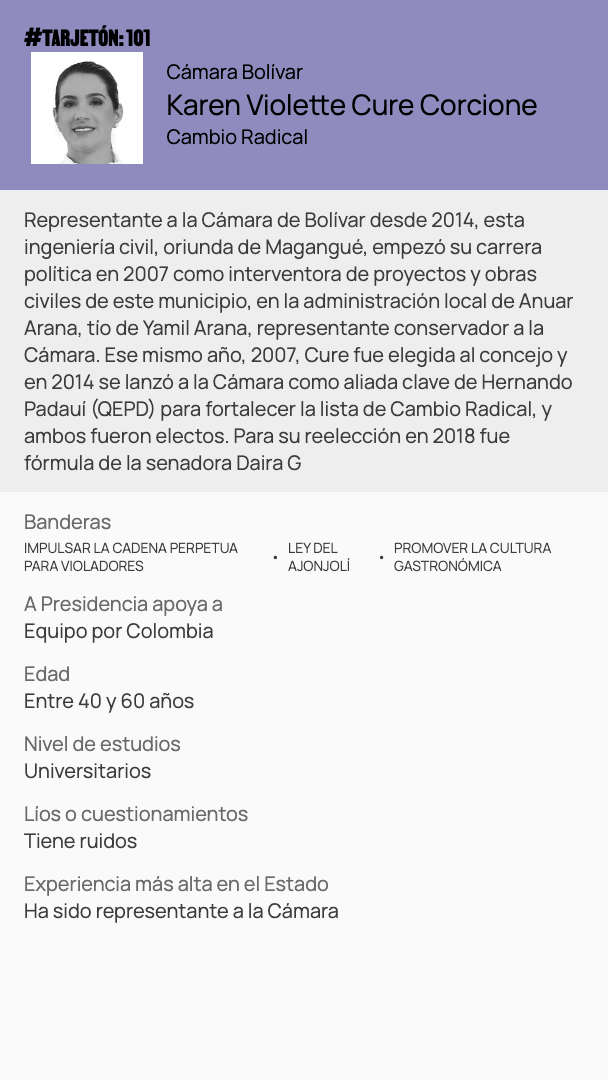 #TARJETÓN: 101
Cámara Bolívar
Karen Violette Cure Corcione
Cambio Radical
Representante a la Cámara de Bolívar desde 2014, esta
ingeniería civil, oriunda de Magangué, empezó su carrera
política en 2007 como interventora de proyectos y obras
civiles de este municipio, en la administración local de Anuar
Arana, tío de Yamil Arana, representante conservador a la
Cámara. Ese mismo año, 2007, Cure fue elegida al concejo y
en 2014 se lanzó a la Cámara como aliada clave de Hernando
Padauí (QEPD) para fortalecer la lista de Cambio Radical, y
ambos fueron electos. Para su reelección en 2018 fue
fórmula de la senadora Daira G
Banderas
IMPULSAR LA CADENA PERPETUA
PARA VIOLADORES
• LEY DEL
AJONJOLÍ
• PROMOVER LA CULTURA
GASTRONÓMICA
A Presidencia apoya a
Equipo por Colombia
Edad
Entre 40 y 60 años
Nivel de estudios
Universitarios
Líos o cuestionamientos
Tiene ruidos
Experiencia más alta en el Estado
Ha sido representante a la Cámara